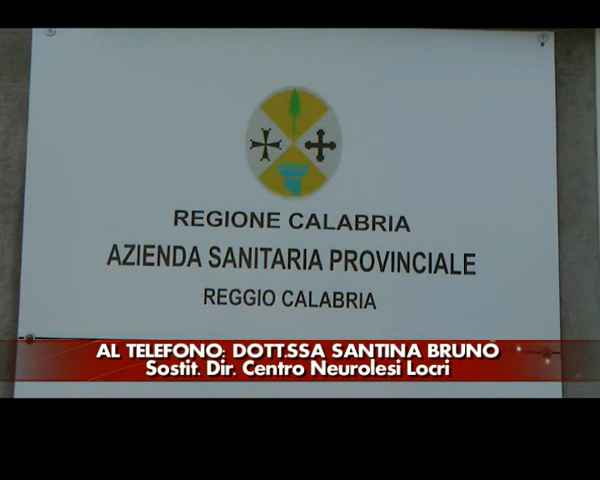 REGIONE CALABRIA
AZIENDA SANITARIA PROVINCIALE
REGGIO CALABRIA
AL TELEFONO: DOTT.SSA SANTINA BRUNO
Sostit. Dir. Centro Neurolesi Locri